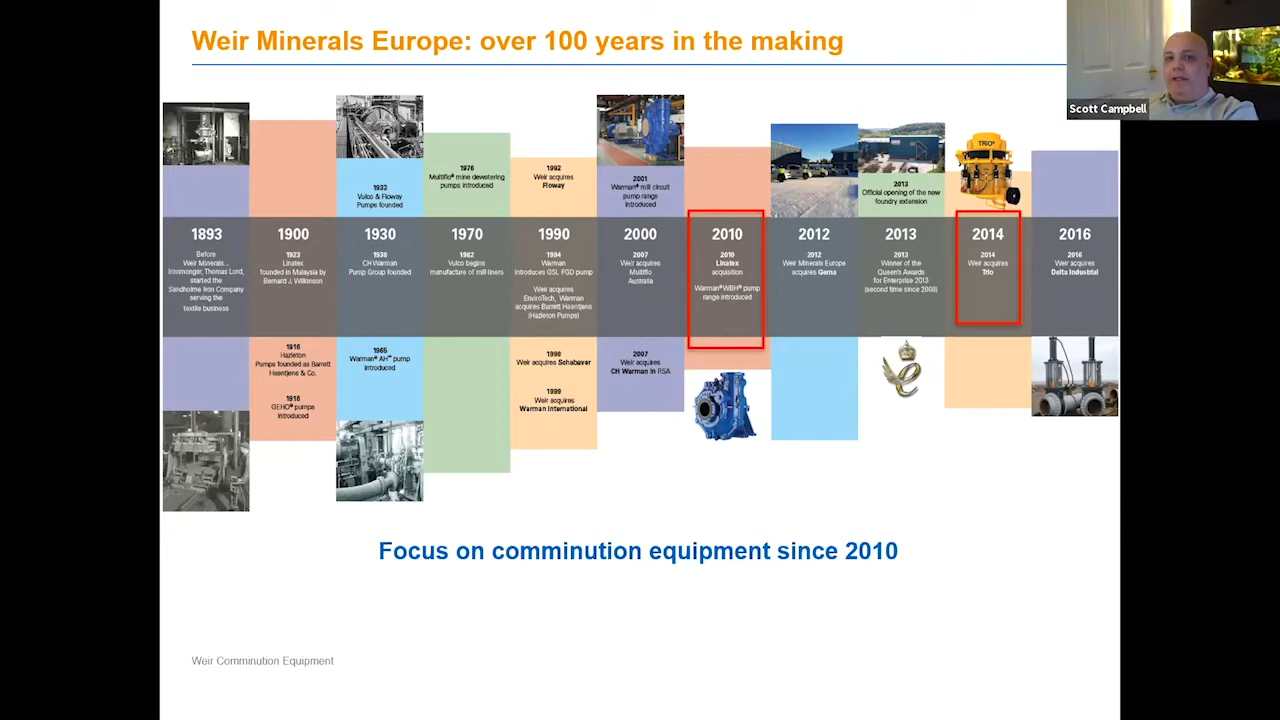 Weir Minerals Europe: over 100 years in the making
Scott Campbell
1933
Vulco & Floway
Pumps founded
1976
Multiflo® mine dewatering
pumps introduced
1992
Weir acquires
Floway
2001
Warman® mill circuit
pump range
introduced
2013
Official opening of the new
foundry extension
TRIO®
1893
Before
Weir Minerals...
Ironmonger, Thomas Lord,
started the
Sandholme Iron Company
serving the
textile business
1900
1923
Linatex
founded in Malaysia by
Bernard J. Wilkinson
1930
1938
CH Warman
Pump Group founded
1970
1982
Vulco begins
manufacture of mill liners
1990
1994
Warman
introduces GSL FGD pump
Weir acquires
EnviroTech, Warman
acquires Barrett Haentjens
(Hazleton Pumps)
2000
2007
Weir acquires
Multiflo
Australia
2010
2010
Linatex
acquisition
Warman® WBH® pump
range introduced
2012
2012
Weir Minerals Europe
acquires Gema
2013
2013
Winner of the
Queen's Awards
for Enterprise 2013
(second time since 2008)
2014
2014
Weir acquires
Trio
2016
2016
Weir acquires
Delta Industrial
1916
Hazleton
Pumps founded as Barrett
Haentjens & Co.
1916
GEHO® pumps
introduced
1965
Warman® AH™ pump
introduced
1998
Weir acquires Schabaver
1999
Weir acquires
Warman International
2007
Weir acquires
CH Warman in RSA
Focus on comminution equipment since 2010
Weir Comminution Equipment